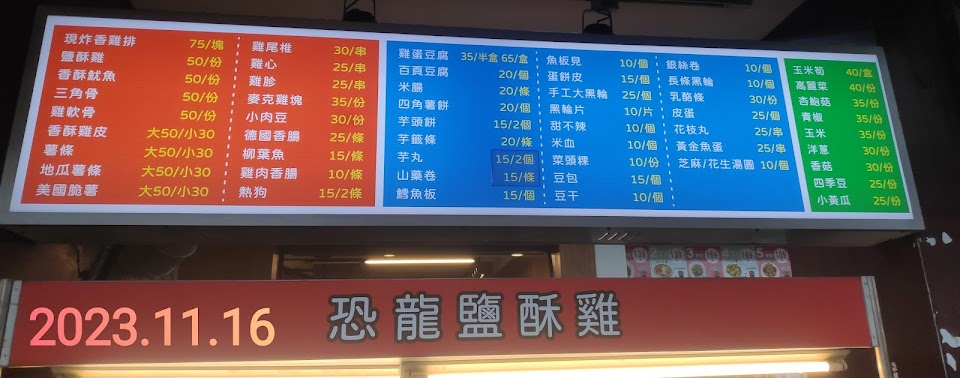 現炸香雞排 75/塊
鹽酥雞 50/份
香酥魷魚 50/份
三角骨 50/份
雞軟骨 50/份
香酥雞皮 大50/小30
薯條 大50/小30
地瓜薯條 大50/小30
美國脆薯 大50/小30
雞尾椎 30/串
雞心 25/串
雞胗 25/串
麥克雞塊 35/份
小肉豆 30/份
德國香腸 25/條
柳葉魚 15/條
雞肉香腸 10/條
熱狗 15/2條
雞蛋豆腐 35/半盒 65/盒
百頁豆腐 20/個
米腸 20/條
四角薯餅 20/個
芋頭餅 15/2個
芋籤條 20/條
芋丸 15/2個
山藥卷 15/條
鱈魚板 15/個
魚板見 10/個
蛋餅皮 15/個
手工大黑輪 25/個
黑輪片 10/片
甜不辣 10/個
米血 10/個
菜頭粿 10/份
豆包 15/個
豆干 10/個
銀絲卷 10/個
長條黑輪 10/個
乳酪條 30/份
皮蛋 25/個
花枝丸 25/串
黃金魚蛋 25/串
芝麻/花生湯圓 10/個
玉米筍 40/盒
高麗菜 40/份
杏鮑菇 35/份
青椒 35/份
玉米 35/份
洋蔥 30/份
香菇 30/份
四季豆 25/份
小黃瓜 25/份
2023.11.16
恐龍鹽酥雞